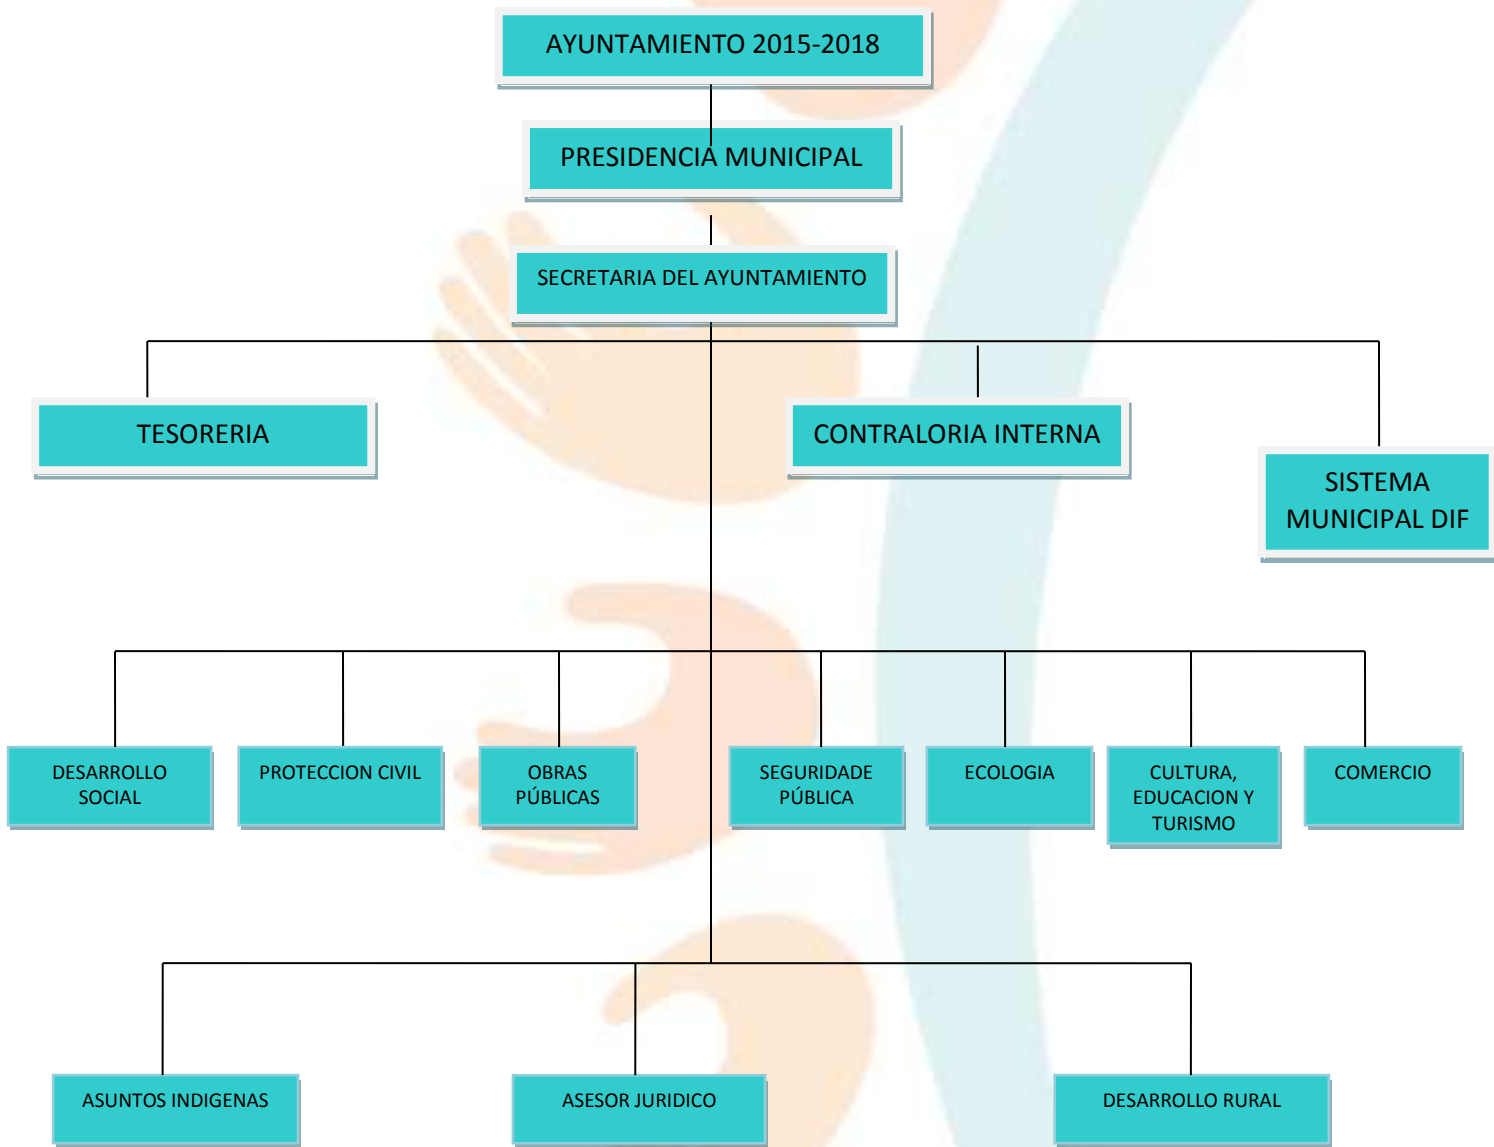 AYUNTAMIENTO 2015-2018
PRESIDENCIA MUNICIPAL
SECRETARIA DEL AYUNTAMIENTO
TESORERIA
CONTRALORIA INTERNA
SISTEMA
MUNICIPAL DIF
DESARROLLO
SOCIAL
PROTECCION CIVIL
OBRAS
PÚBLICAS
SEGURIDADE
PÚBLICA
ECOLOGIA
CULTURA,
EDUCACION Y
TURISMO
COMERCIO
ASUNTOS INDIGENAS
ASESOR JURIDICO
DESARROLLO RURAL